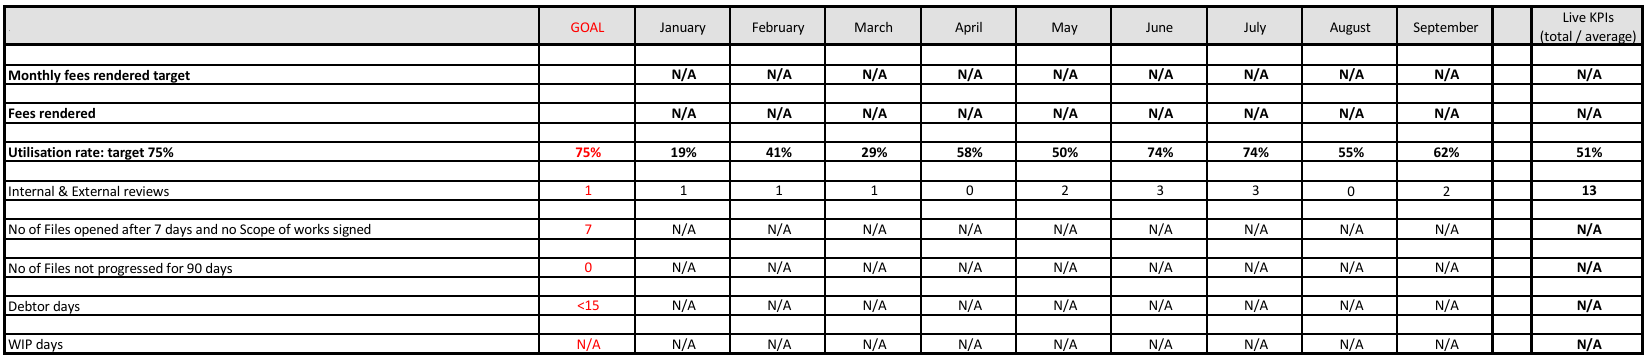 GOAL January February March April May June July August September Live KPIs
(total / average)
Monthly fees rendered target N/A N/A N/A N/A N/A N/A N/A N/A N/A N/A
Fees rendered N/A N/A N/A N/A N/A N/A N/A N/A N/A N/A
Utilisation rate: target 75% 75% 19% 41% 29% 58% 50% 74% 74% 55% 62% 51%
Internal & External reviews 1 1 1 1 0 2 3 3 0 2 13
No of Files opened after 7 days and no Scope of works signed 7 N/A N/A N/A N/A N/A N/A N/A N/A N/A N/A
No of Files not progressed for 90 days 0 N/A N/A N/A N/A N/A N/A N/A N/A N/A N/A
Debtor days <15 N/A N/A N/A N/A N/A N/A N/A N/A N/A N/A
WIP days N/A N/A N/A N/A N/A N/A N/A N/A N/A N/A N/A